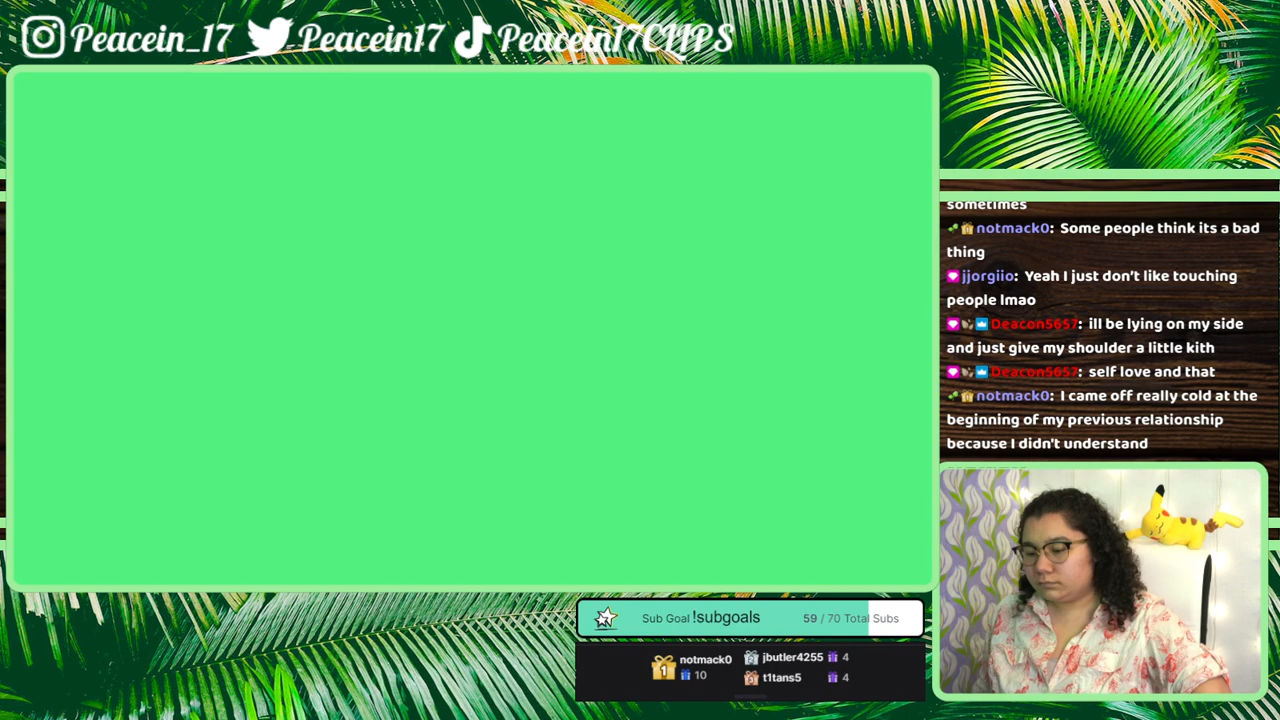 Peacein_17 Peacein17 Peacein17CLIPS
sometimes
notmack0: Some people think its a bad
thing
jjorgiio: Yeah I just don't like touching
people lmao
Deacon5657: ill be lying on my side
and just give my shoulder a little kith
Deacon5657: self love and that
notmack0: I came off really cold at the
beginning of my previous relationship
because I didn't understand
Sub Goal !subgoals 59 / 70 Total Subs
1 notmack0 10
2 jbutler4255 4
3 t1tans5 4